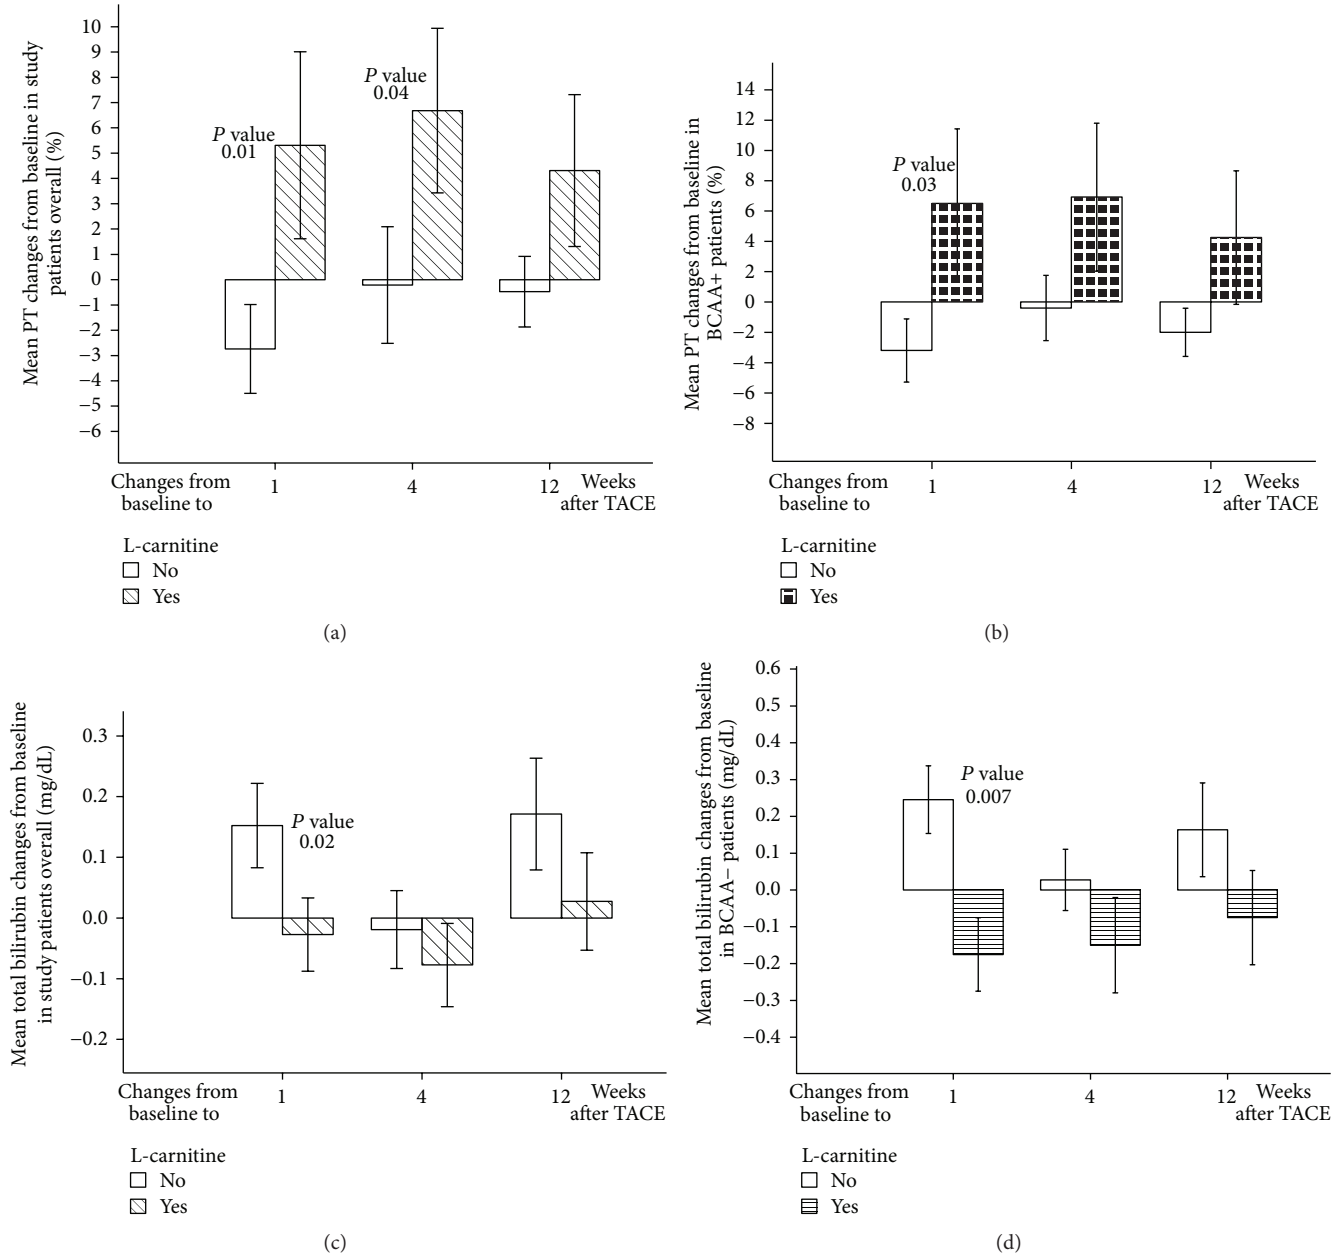 Mean PT changes from baseline in study
patients overall (%)
10
9
8
7
6
5
4
3
2
1
0
−1
−2
−3
−4
−5
−6
P value
0.01
P value
0.04
Changes from
baseline to
1
4
12
Weeks
after TACE
L-carnitine
No
Yes
(a)
Mean PT changes from baseline in
BCAA+ patients (%)
14
12
10
8
6
4
2
0
−2
−4
−6
−8
P value
0.03
Changes from
baseline to
1
4
12
Weeks
after TACE
L-carnitine
No
Yes
(b)
Mean total bilirubin changes from baseline
in study patients overall (mg/dL)
0.3
0.2
0.1
0.0
−0.1
−0.2
P value
0.02
Changes from
baseline to
1
4
12
Weeks
after TACE
L-carnitine
No
Yes
(c)
Mean total bilirubin changes from baseline
in BCAA− patients (mg/dL)
0.6
0.5
0.4
0.3
0.2
0.1
0.0
−0.1
−0.2
−0.3
−0.4
P value
0.007
Changes from
baseline to
1
4
12
Weeks
after TACE
L-carnitine
No
Yes
(d)